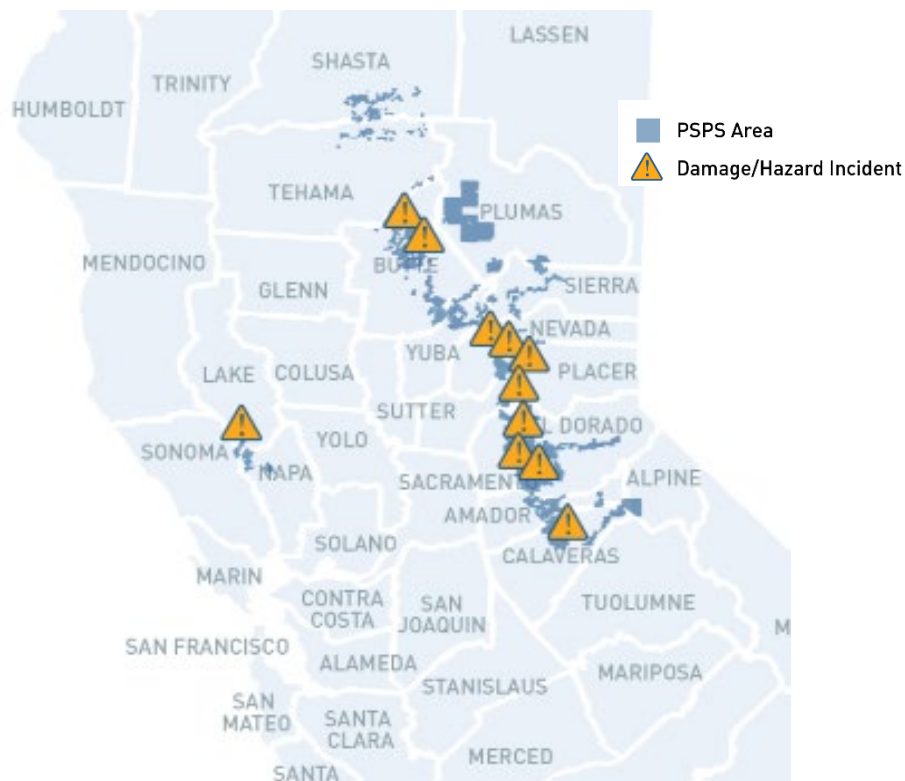 LASSEN
SHASTA
TRINITY
HUMBOLDT
PSPS Area
Damage/Hazard Incident
TEHAMA
PLUMAS
MENDOCINO
BUTTE
SIERRA
GLENN
NEVADA
YUBA
LAKE
COLUSA
PLACER
SUTTER
EL DORADO
YOLO
SONOMA
NAPA
SACRAMENTO
ALPINE
AMADOR
SOLANO
CALAVERAS
MARIN
CONTRA
COSTA
SAN
JOAQUIN
TUOLUMNE
M
SAN FRANCISCO
ALAMEDA
MARIPOSA
STANISLAUS
SAN
MATEO
SANTA
CLARA
MERCED
SANTA